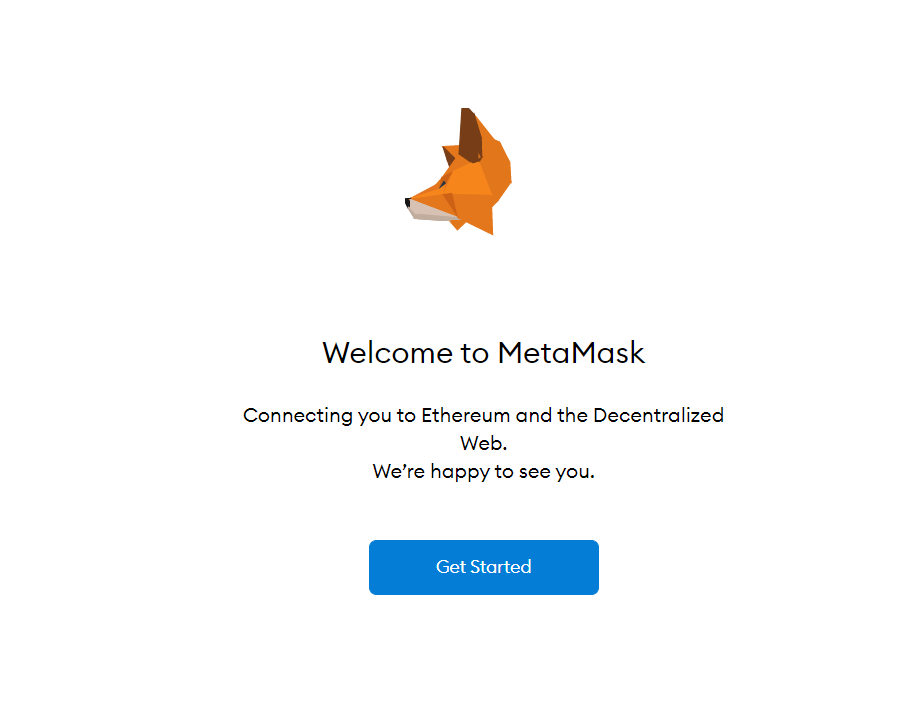 Welcome to MetaMask
Connecting you to Ethereum and the Decentralized
Web.
We’re happy to see you.
Get Started